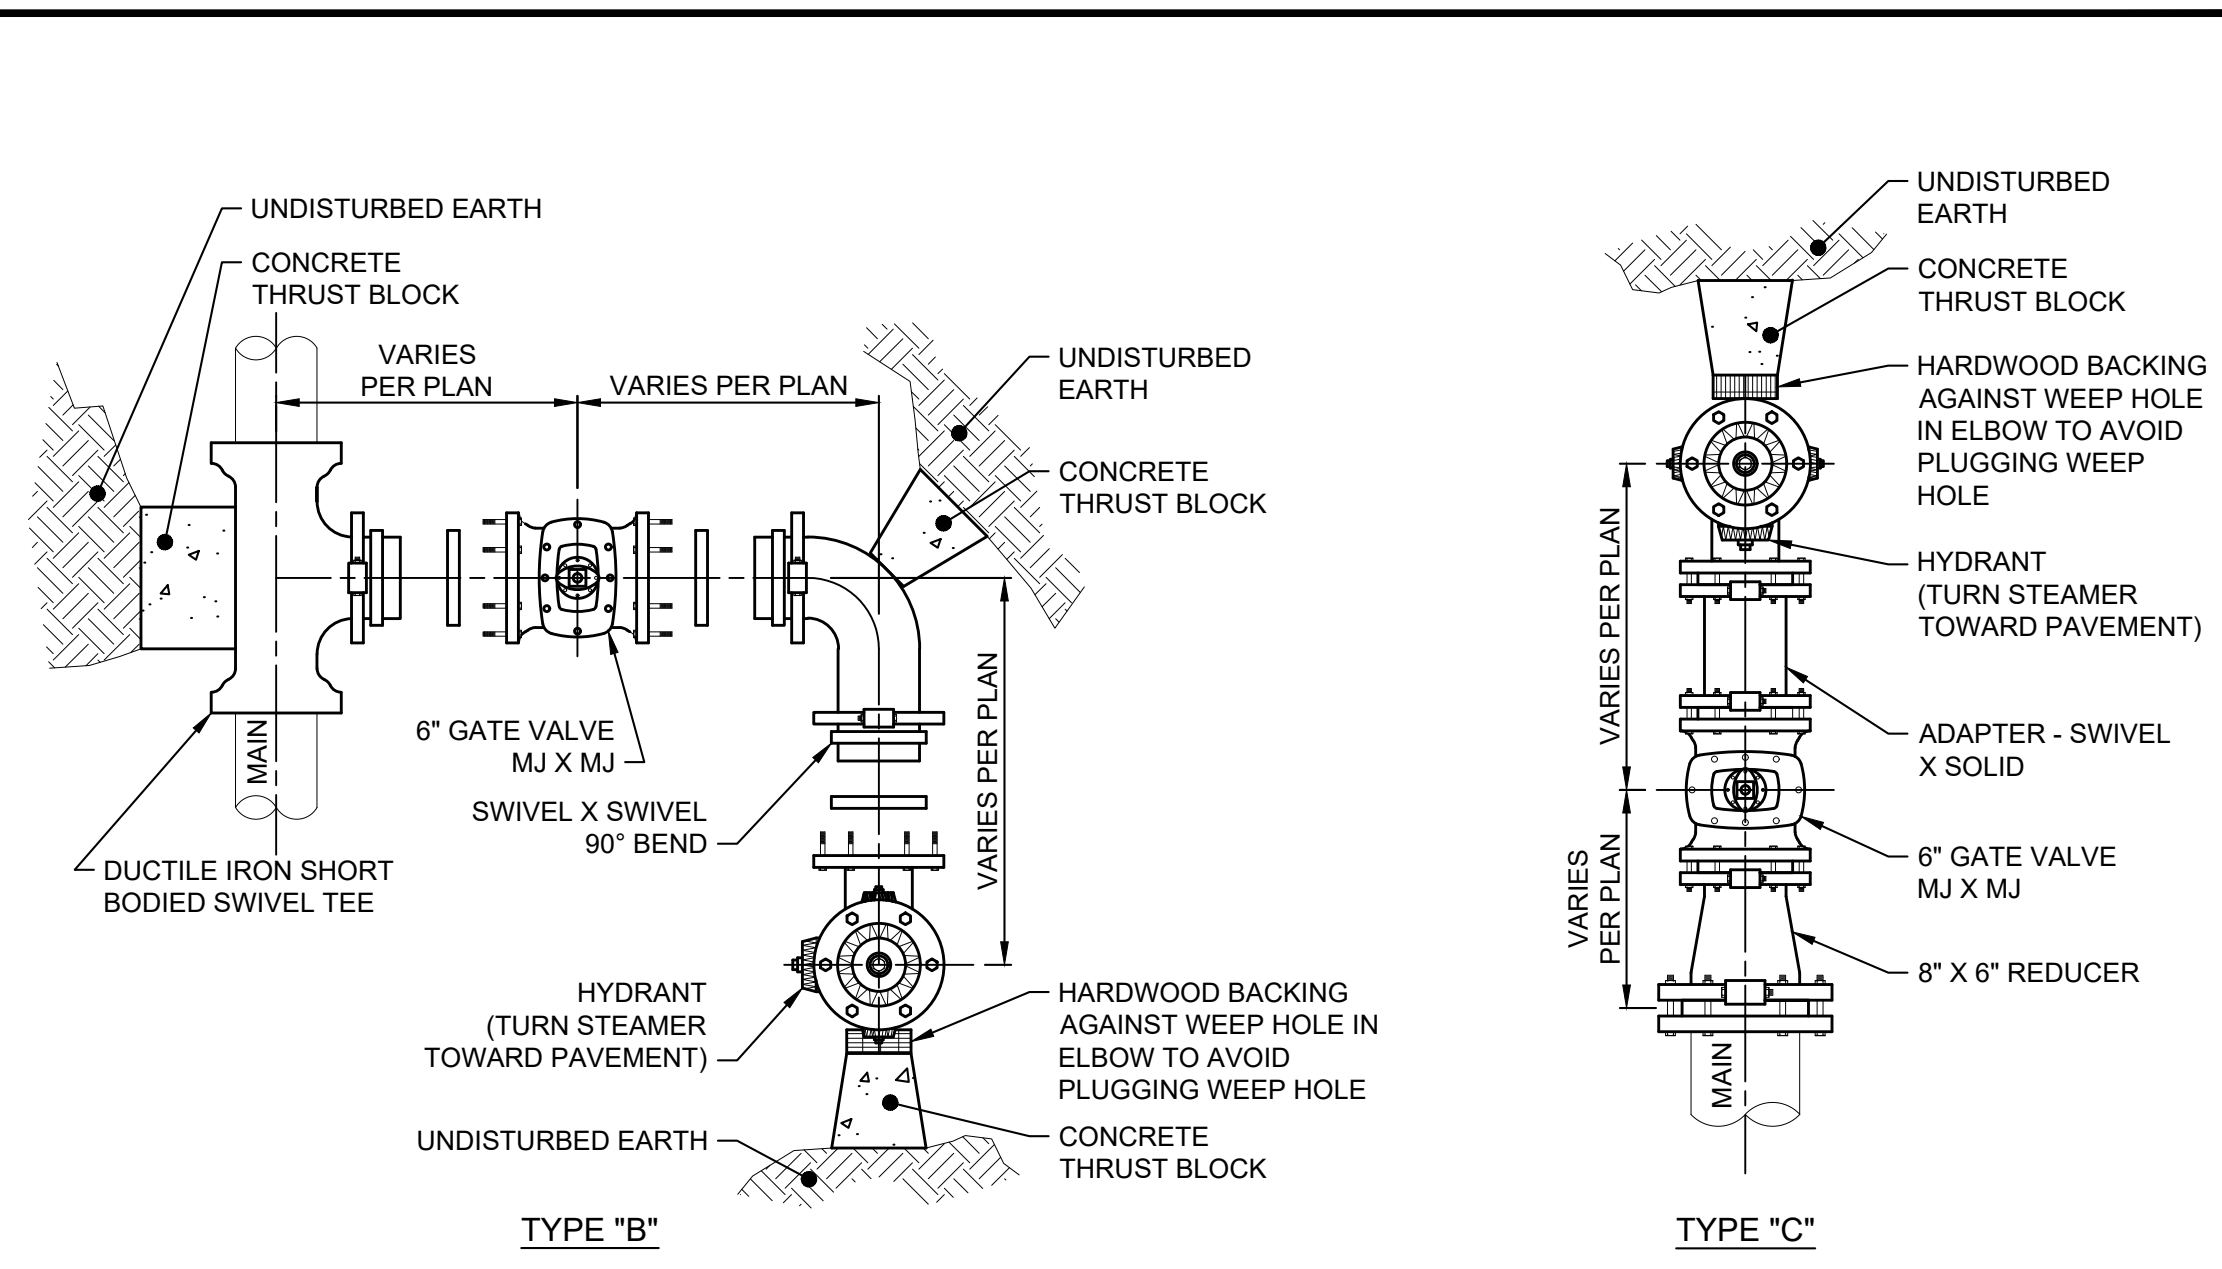 UNDISTURBED EARTH
CONCRETE
THRUST BLOCK
VARIES
PER PLAN
VARIES PER PLAN
UNDISTURBED
EARTH
CONCRETE
THRUST BLOCK
MAIN
6" GATE VALVE
MJ X MJ
SWIVEL X SWIVEL
90° BEND
VARIES PER PLAN
DUCTILE IRON SHORT
BODIED SWIVEL TEE
HYDRANT
(TURN STEAMER
TOWARD PAVEMENT)
HARDWOOD BACKING
AGAINST WEEP HOLE IN
ELBOW TO AVOID
PLUGGING WEEP HOLE
UNDISTURBED EARTH
CONCRETE
THRUST BLOCK
TYPE "B"
UNDISTURBED
EARTH
CONCRETE
THRUST BLOCK
HARDWOOD BACKING
AGAINST WEEP HOLE
IN ELBOW TO AVOID
PLUGGING WEEP
HOLE
VARIES PER PLAN
HYDRANT
(TURN STEAMER
TOWARD PAVEMENT)
ADAPTER - SWIVEL
X SOLID
VARIES
PER PLAN
6" GATE VALVE
MJ X MJ
8" X 6" REDUCER
MAIN
TYPE "C"